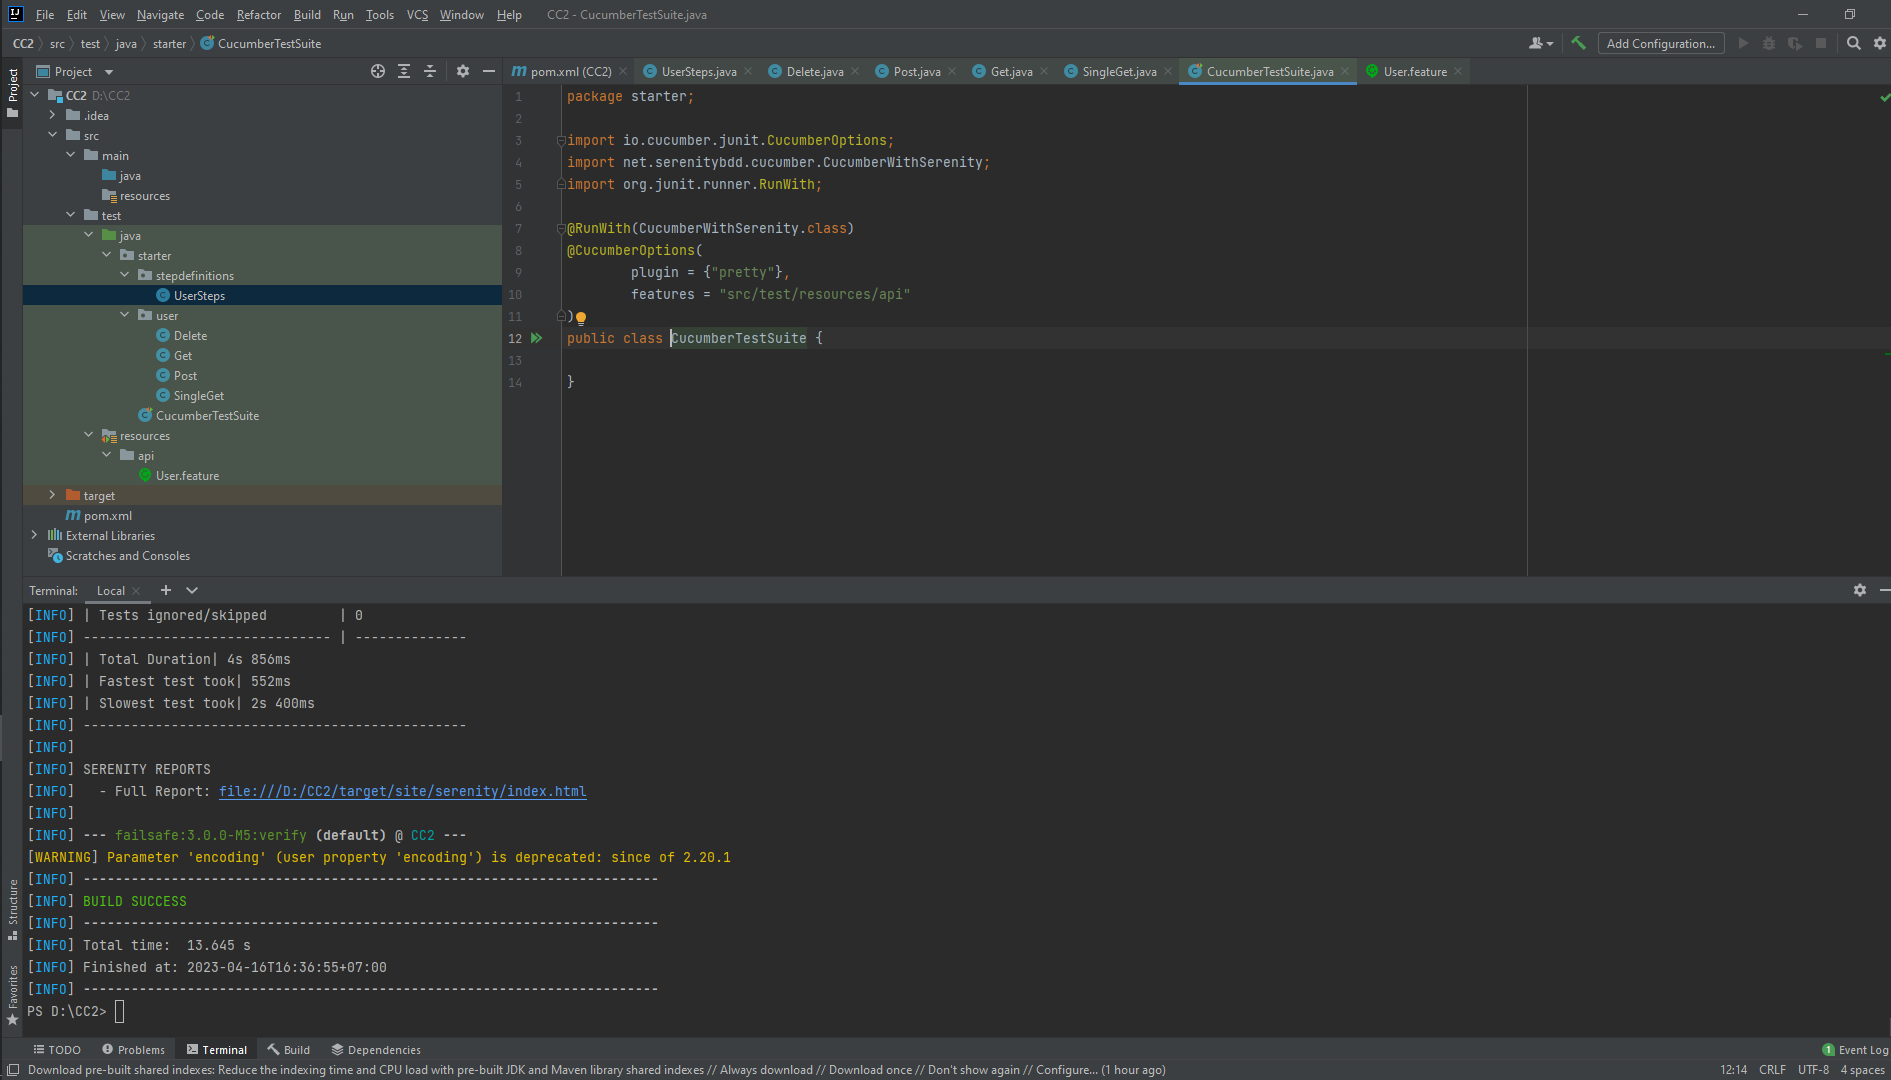 File Edit View Navigate Code Refactor Build Run Tools VCS Window Help CC2 - CucumberTestSuite.java
CC2 src test java starter CucumberTestSuite Add Configuration...
Project
Project
pom.xml (CC2) UserSteps.java Delete.java Post.java Get.java SingleGet.java CucumberTestSuite.java User.feature
CC2 D:\CC2
.idea
src
main
java
resources
test
java
starter
stepdefinitions
UserSteps
user
Delete
Get
Post
SingleGet
CucumberTestSuite
resources
api
User.feature
target
pom.xml
External Libraries
Scratches and Consoles
1 package starter;
2
3 import io.cucumber.junit.CucumberOptions;
4 import net.serenitybdd.cucumber.CucumberWithSerenity;
5 import org.junit.runner.RunWith;
6
7 @RunWith(CucumberWithSerenity.class)
8 @CucumberOptions(
9 plugin = {"pretty"},
10 features = "src/test/resources/api"
11 )
12 public class CucumberTestSuite {
13
14 }
Terminal: Local
[INFO] | Tests ignored/skipped | 0
[INFO] ------------------------------- | --------------
[INFO] | Total Duration| 4s 856ms
[INFO] | Fastest test took| 552ms
[INFO] | Slowest test took| 2s 400ms
[INFO] ------------------------------------------------
[INFO]
[INFO] SERENITY REPORTS
[INFO]   - Full Report: file:///D:/CC2/target/site/serenity/index.html
[INFO]
[INFO] --- failsafe:3.0.0-M5:verify (default) @ CC2 ---
[WARNING] Parameter 'encoding' (user property 'encoding') is deprecated: since of 2.20.1
[INFO] ------------------------------------------------------------------------
[INFO] BUILD SUCCESS
[INFO] ------------------------------------------------------------------------
[INFO] Total time:  13.645 s
[INFO] Finished at: 2023-04-16T16:36:55+07:00
[INFO] ------------------------------------------------------------------------
PS D:\CC2>
Structure
Favorites
TODO Problems Terminal Build Dependencies Event Log
1
Download pre-built shared indexes: Reduce the indexing time and CPU load with pre-built JDK and Maven library shared indexes // Always download // Download once // Don't show again // Configure... (1 hour ago) 12:14 CRLF UTF-8 4 spaces